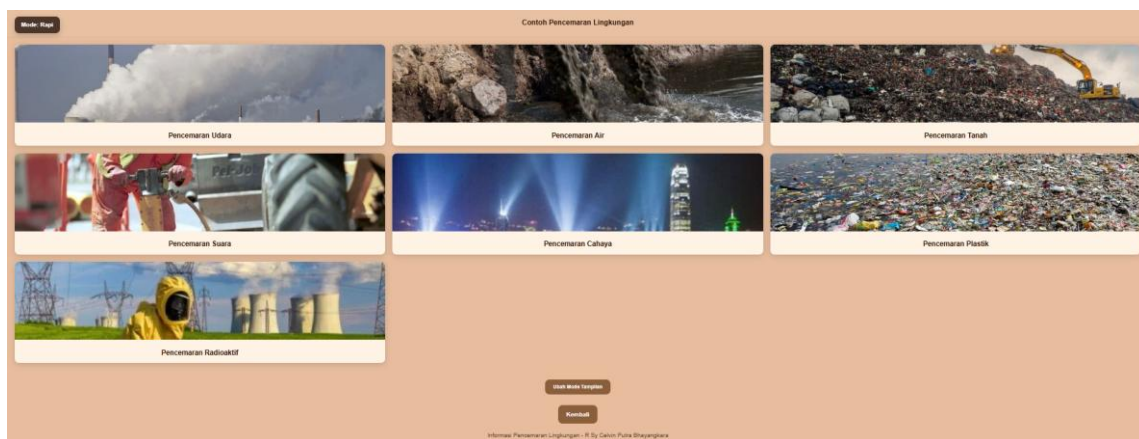 Mode: Rapi
Contoh Pencemaran Lingkungan
Pencemaran Udara
Pencemaran Air
Pencemaran Tanah
Pencemaran Suara
Pencemaran Cahaya
Pencemaran Plastik
Pencemaran Radioaktif
Ubah Mode Tampilan
Kembali
Informasi Pencemaran Lingkungan - R Sy Calvin Putra Bhayangkara